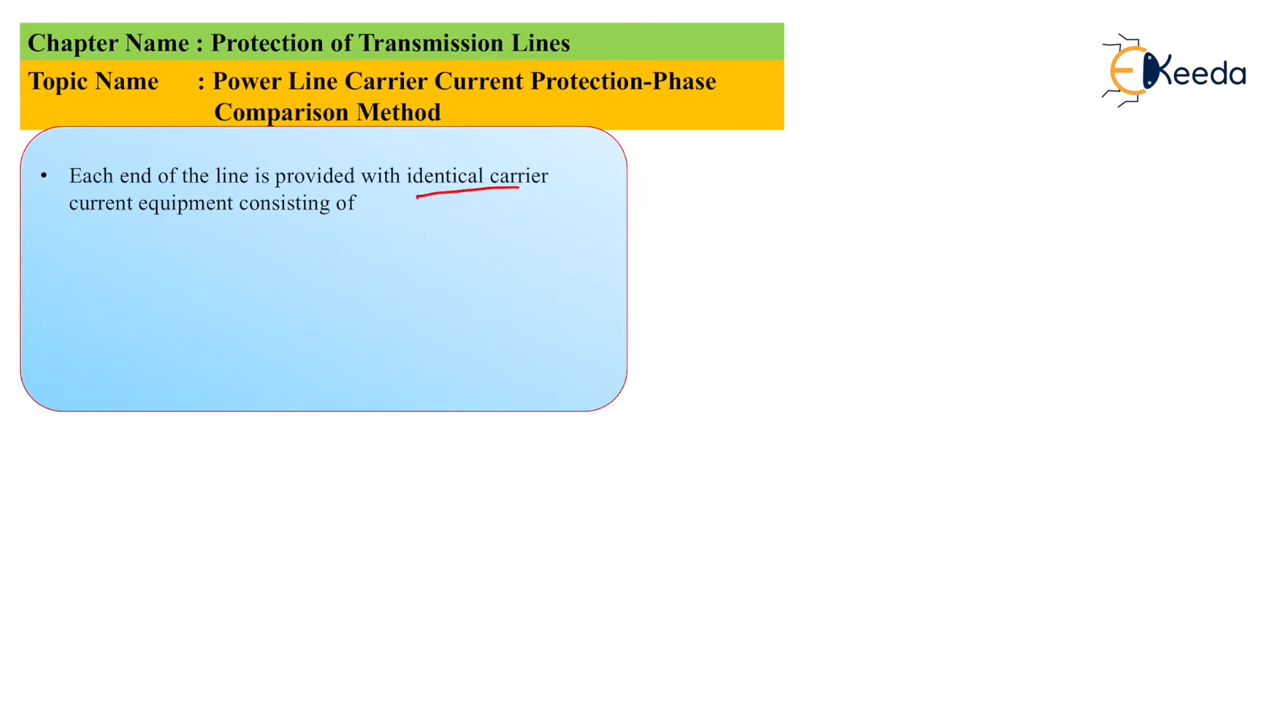 Chapter Name : Protection of Transmission Lines
Topic Name : Power Line Carrier Current Protection-Phase
Comparison Method
EKeeda
• Each end of the line is provided with identical carrier
current equipment consisting of